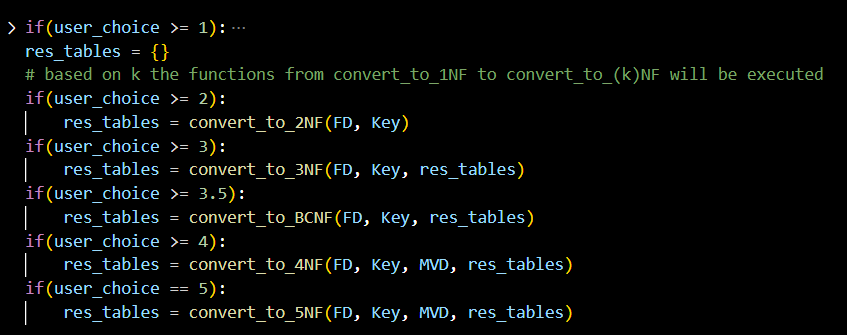 if(user_choice >= 1): ···
res_tables = {}
# based on k the functions from convert_to_1NF to convert_to_(k)NF will be executed
if(user_choice >= 2):
    res_tables = convert_to_2NF(FD, Key)
if(user_choice >= 3):
    res_tables = convert_to_3NF(FD, Key, res_tables)
if(user_choice >= 3.5):
    res_tables = convert_to_BCNF(FD, Key, res_tables)
if(user_choice >= 4):
    res_tables = convert_to_4NF(FD, Key, MVD, res_tables)
if(user_choice == 5):
    res_tables = convert_to_5NF(FD, Key, MVD, res_tables)